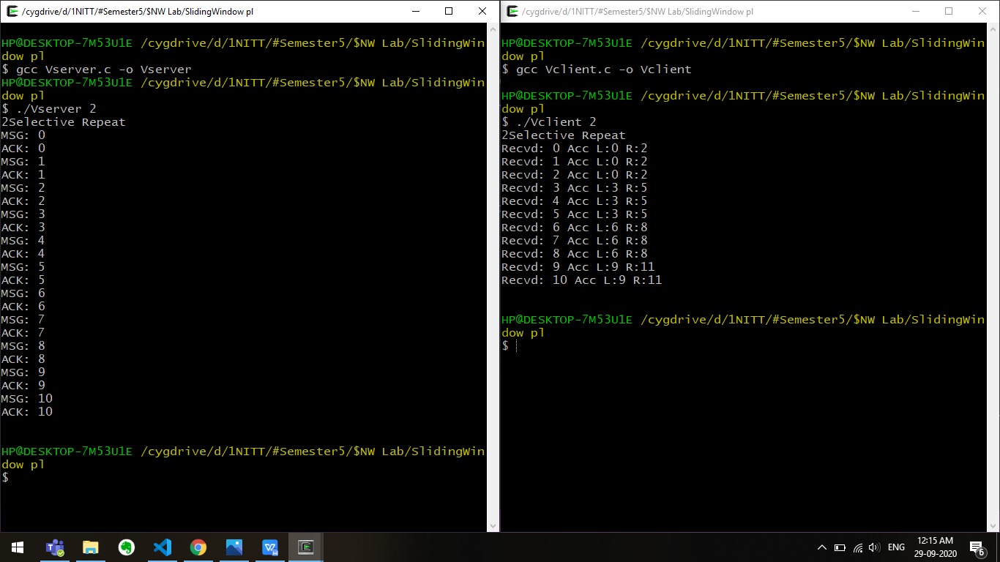 /cygdrive/d/1NITT/#Semester5/$NW Lab/SlidingWindow pl
HP@DESKTOP-7M53U1E /cygdrive/d/1NITT/#Semester5/$NW Lab/SlidingWin
dow pl
$ gcc Vserver.c -o Vserver
HP@DESKTOP-7M53U1E /cygdrive/d/1NITT/#Semester5/$NW Lab/SlidingWin
dow pl
$ ./Vserver 2
2Selective Repeat
MSG: 0
ACK: 0
MSG: 1
ACK: 1
MSG: 2
ACK: 2
MSG: 3
ACK: 3
MSG: 4
ACK: 4
MSG: 5
ACK: 5
MSG: 6
ACK: 6
MSG: 7
ACK: 7
MSG: 8
ACK: 8
MSG: 9
ACK: 9
MSG: 10
ACK: 10
HP@DESKTOP-7M53U1E /cygdrive/d/1NITT/#Semester5/$NW Lab/SlidingWin
dow pl
$
/cygdrive/d/1NITT/#Semester5/$NW Lab/SlidingWindow pl
HP@DESKTOP-7M53U1E /cygdrive/d/1NITT/#Semester5/$NW Lab/SlidingWin
dow pl
$ gcc Vclient.c -o Vclient
HP@DESKTOP-7M53U1E /cygdrive/d/1NITT/#Semester5/$NW Lab/SlidingWin
dow pl
$ ./Vclient 2
2Selective Repeat
Recvd: 0 Acc L:0 R:2
Recvd: 1 Acc L:0 R:2
Recvd: 2 Acc L:0 R:2
Recvd: 3 Acc L:3 R:5
Recvd: 4 Acc L:3 R:5
Recvd: 5 Acc L:3 R:5
Recvd: 6 Acc L:6 R:8
Recvd: 7 Acc L:6 R:8
Recvd: 8 Acc L:6 R:8
Recvd: 9 Acc L:9 R:11
Recvd: 10 Acc L:9 R:11
HP@DESKTOP-7M53U1E /cygdrive/d/1NITT/#Semester5/$NW Lab/SlidingWin
dow pl
$
ENG
12:15 AM
29-09-2020
6